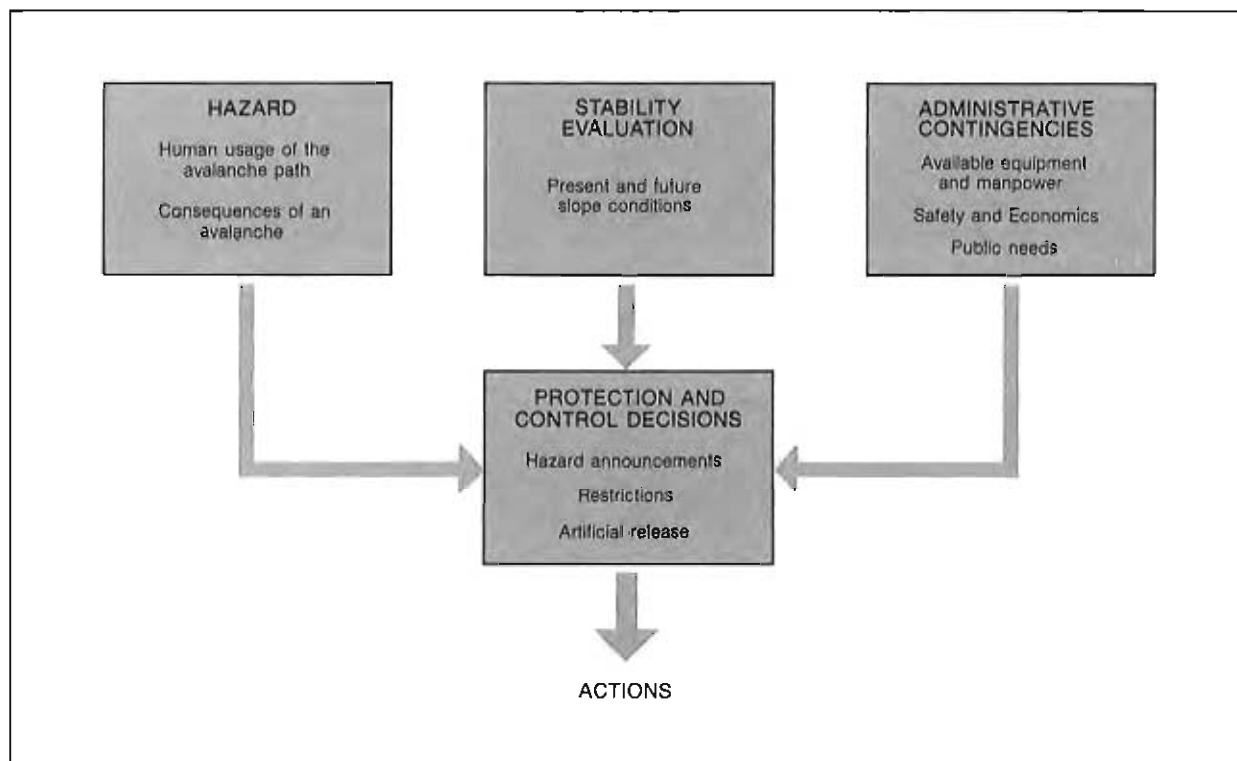 HAZARD
Human usage of the
avalanche path
Consequences of an
avalanche
STABILITY
EVALUATION
Present and future
slope conditions
ADMINISTRATIVE
CONTINGENCIES
Available equipment
and manpower
Safety and Economics
Public needs
PROTECTION AND
CONTROL DECISIONS
Hazard announcements
Restrictions
Artificial release
ACTIONS